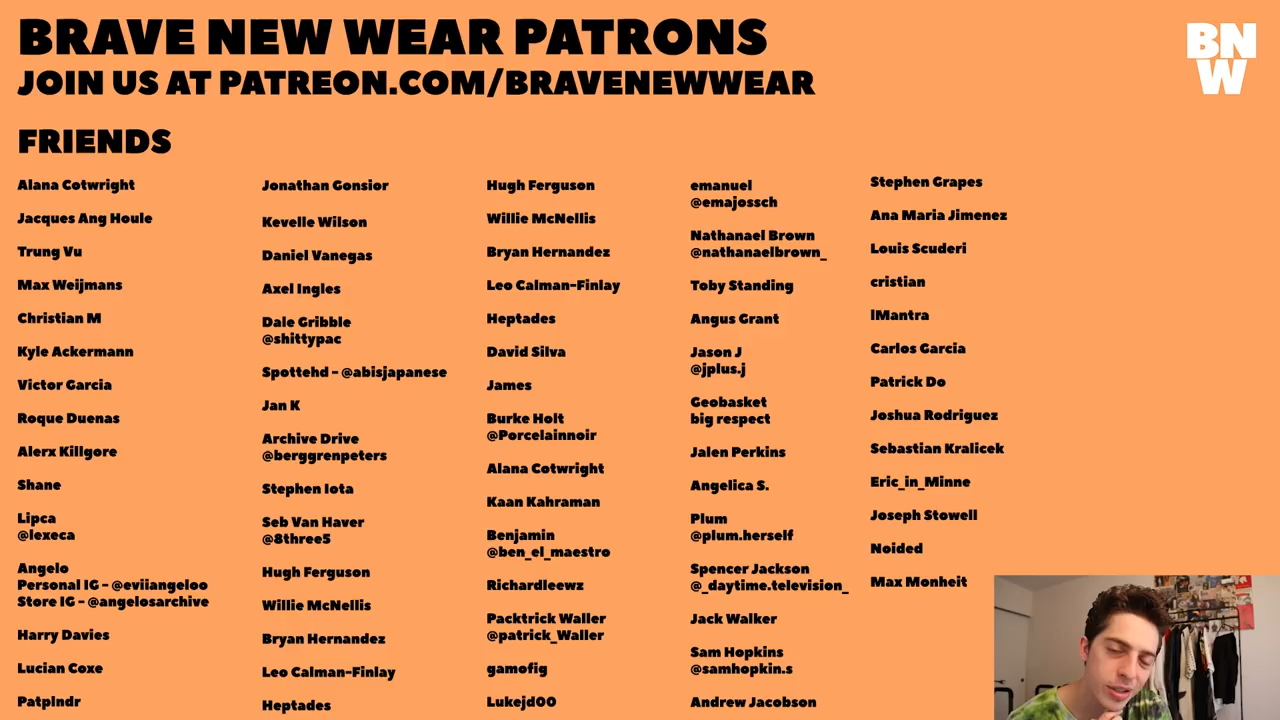 BRAVE NEW WEAR PATRONS
JOIN US AT PATREON.COM/BRAVENEWWEAR
BN
W
FRIENDS
Alana Cotwright
Jacques Ang Houle
Trung Vu
Max Weijmans
Christian M
Kyle Ackermann
Victor Garcia
Roque Duenas
Alerx Killgore
Shane
Lipca
@lexeca
Angelo
Personal IG - @eviiangeloo
Store IG - @angelosarchive
Harry Davies
Lucian Coxe
Patplndr
Jonathan Gonsior
Kevelle Wilson
Daniel Vanegas
Axel Ingles
Dale Gribble
@shittypac
Spottehd - @abisjapanese
Jan K
Archive Drive
@berggrenpeters
Stephen Iota
Seb Van Haver
@8three5
Hugh Ferguson
Willie McNellis
Bryan Hernandez
Leo Calman-Finlay
Heptades
Hugh Ferguson
Willie McNellis
Bryan Hernandez
Leo Calman-Finlay
Heptades
David Silva
James
Burke Holt
@Porcelainnoir
Alana Cotwright
Kaan Kahraman
Benjamin
@ben_el_maestro
Richardleewz
Packtrick Waller
@patrick_Waller
gamofig
Lukejd00
emanuel
@emajossch
Nathanael Brown
@nathanaelbrown_
Toby Standing
Angus Grant
Jason J
@jplus.j
Geobasket
big respect
Jalen Perkins
Angelica S.
Plum
@plum.herself
Spencer Jackson
@_daytime.television_
Jack Walker
Sam Hopkins
@samhopkin.s
Andrew Jacobson
Stephen Grapes
Ana Maria Jimenez
Louis Scuderi
cristian
lMantra
Carlos Garcia
Patrick Do
Joshua Rodriguez
Sebastian Kralicek
Eric_in_Minne
Joseph Stowell
Noided
Max Monheit